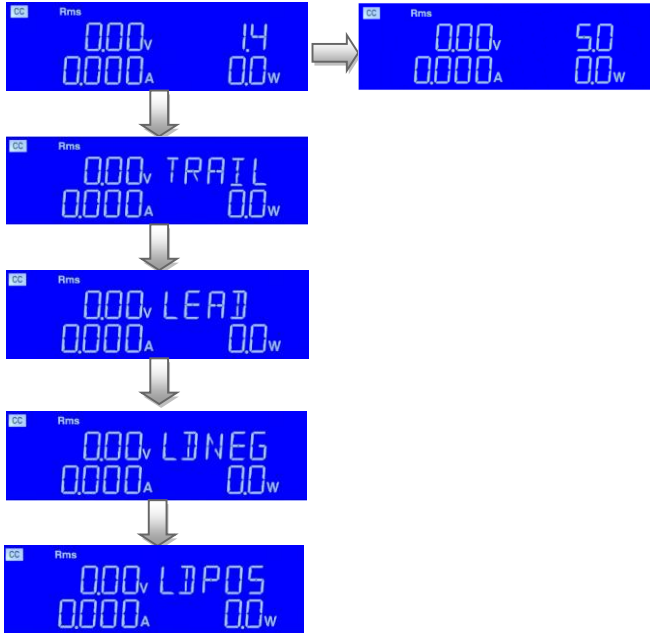 CC Rms
0.00V 1.4
0.000A 0.0W
CC Rms
0.00V 5.0
0.000A 0.0W
CC Rms
0.00V TRAIL
0.000A 0.0W
CC Rms
0.00V LEAD
0.000A 0.0W
CC Rms
0.00V LDNEG
0.000A 0.0W
CC Rms
0.00V LDPOS
0.000A 0.0W